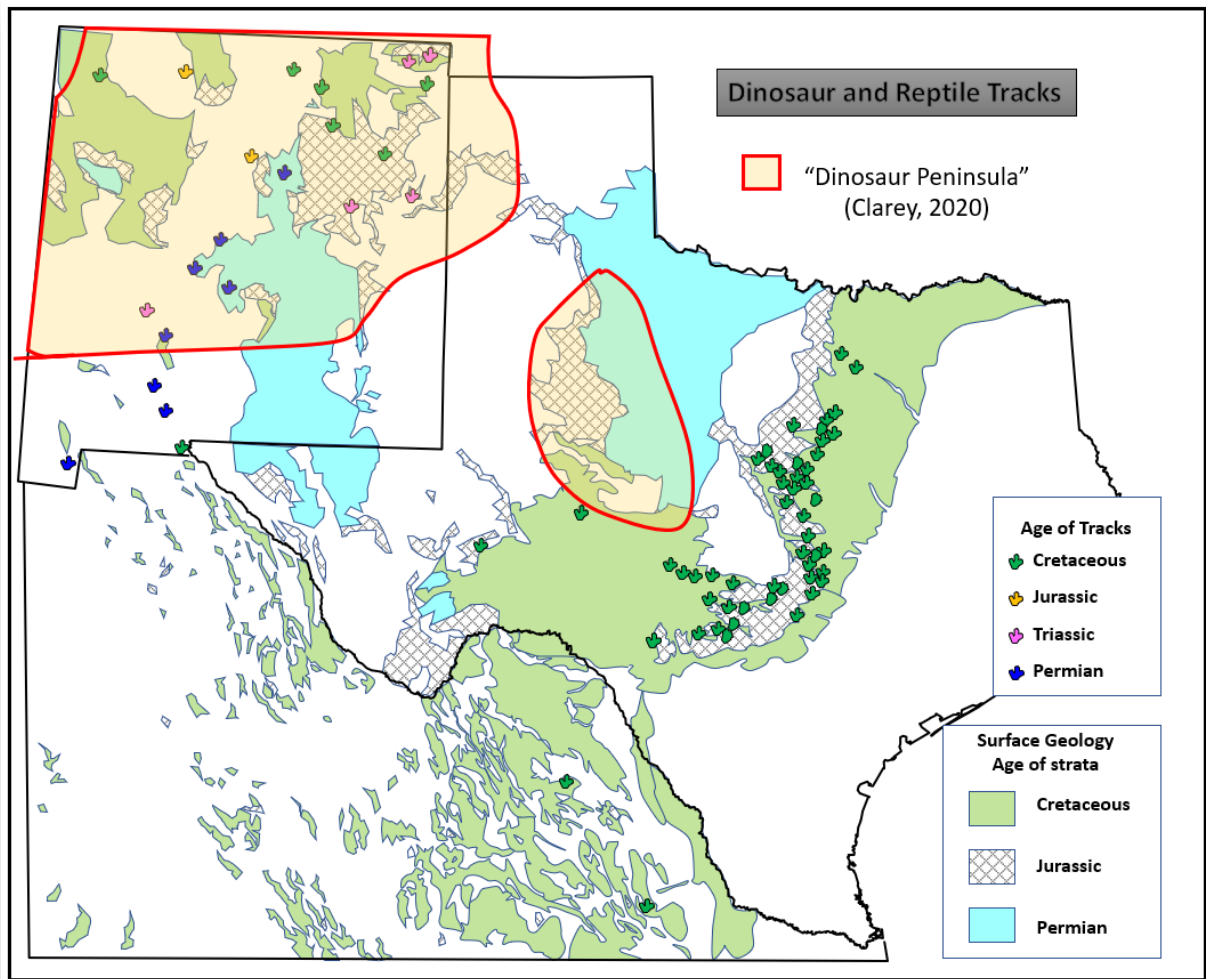 Dinosaur and Reptile Tracks
“Dinosaur Peninsula”
(Clarey, 2020)
Age of Tracks
Cretaceous
Jurassic
Triassic
Permian
Surface Geology
Age of strata
Cretaceous
Jurassic
Permian